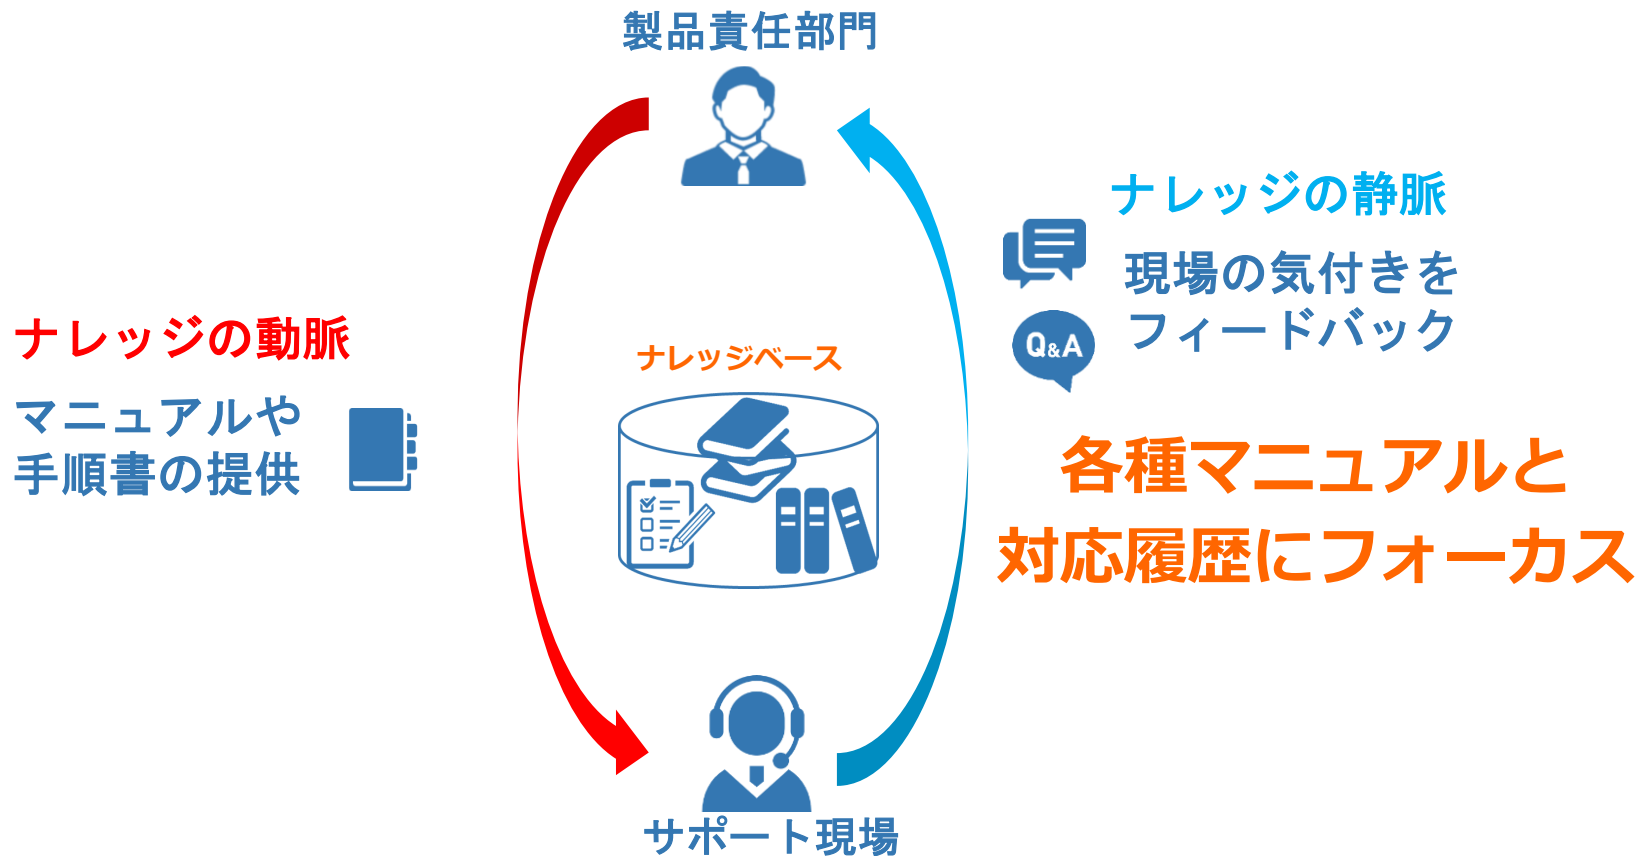 製品責任部門
ナレッジの動脈
マニュアルや
手順書の提供
ナレッジベース
ナレッジの静脈
現場の気付きを
フィードバック
Q&A
各種マニュアルと
対応履歴にフォーカス
サポート現場